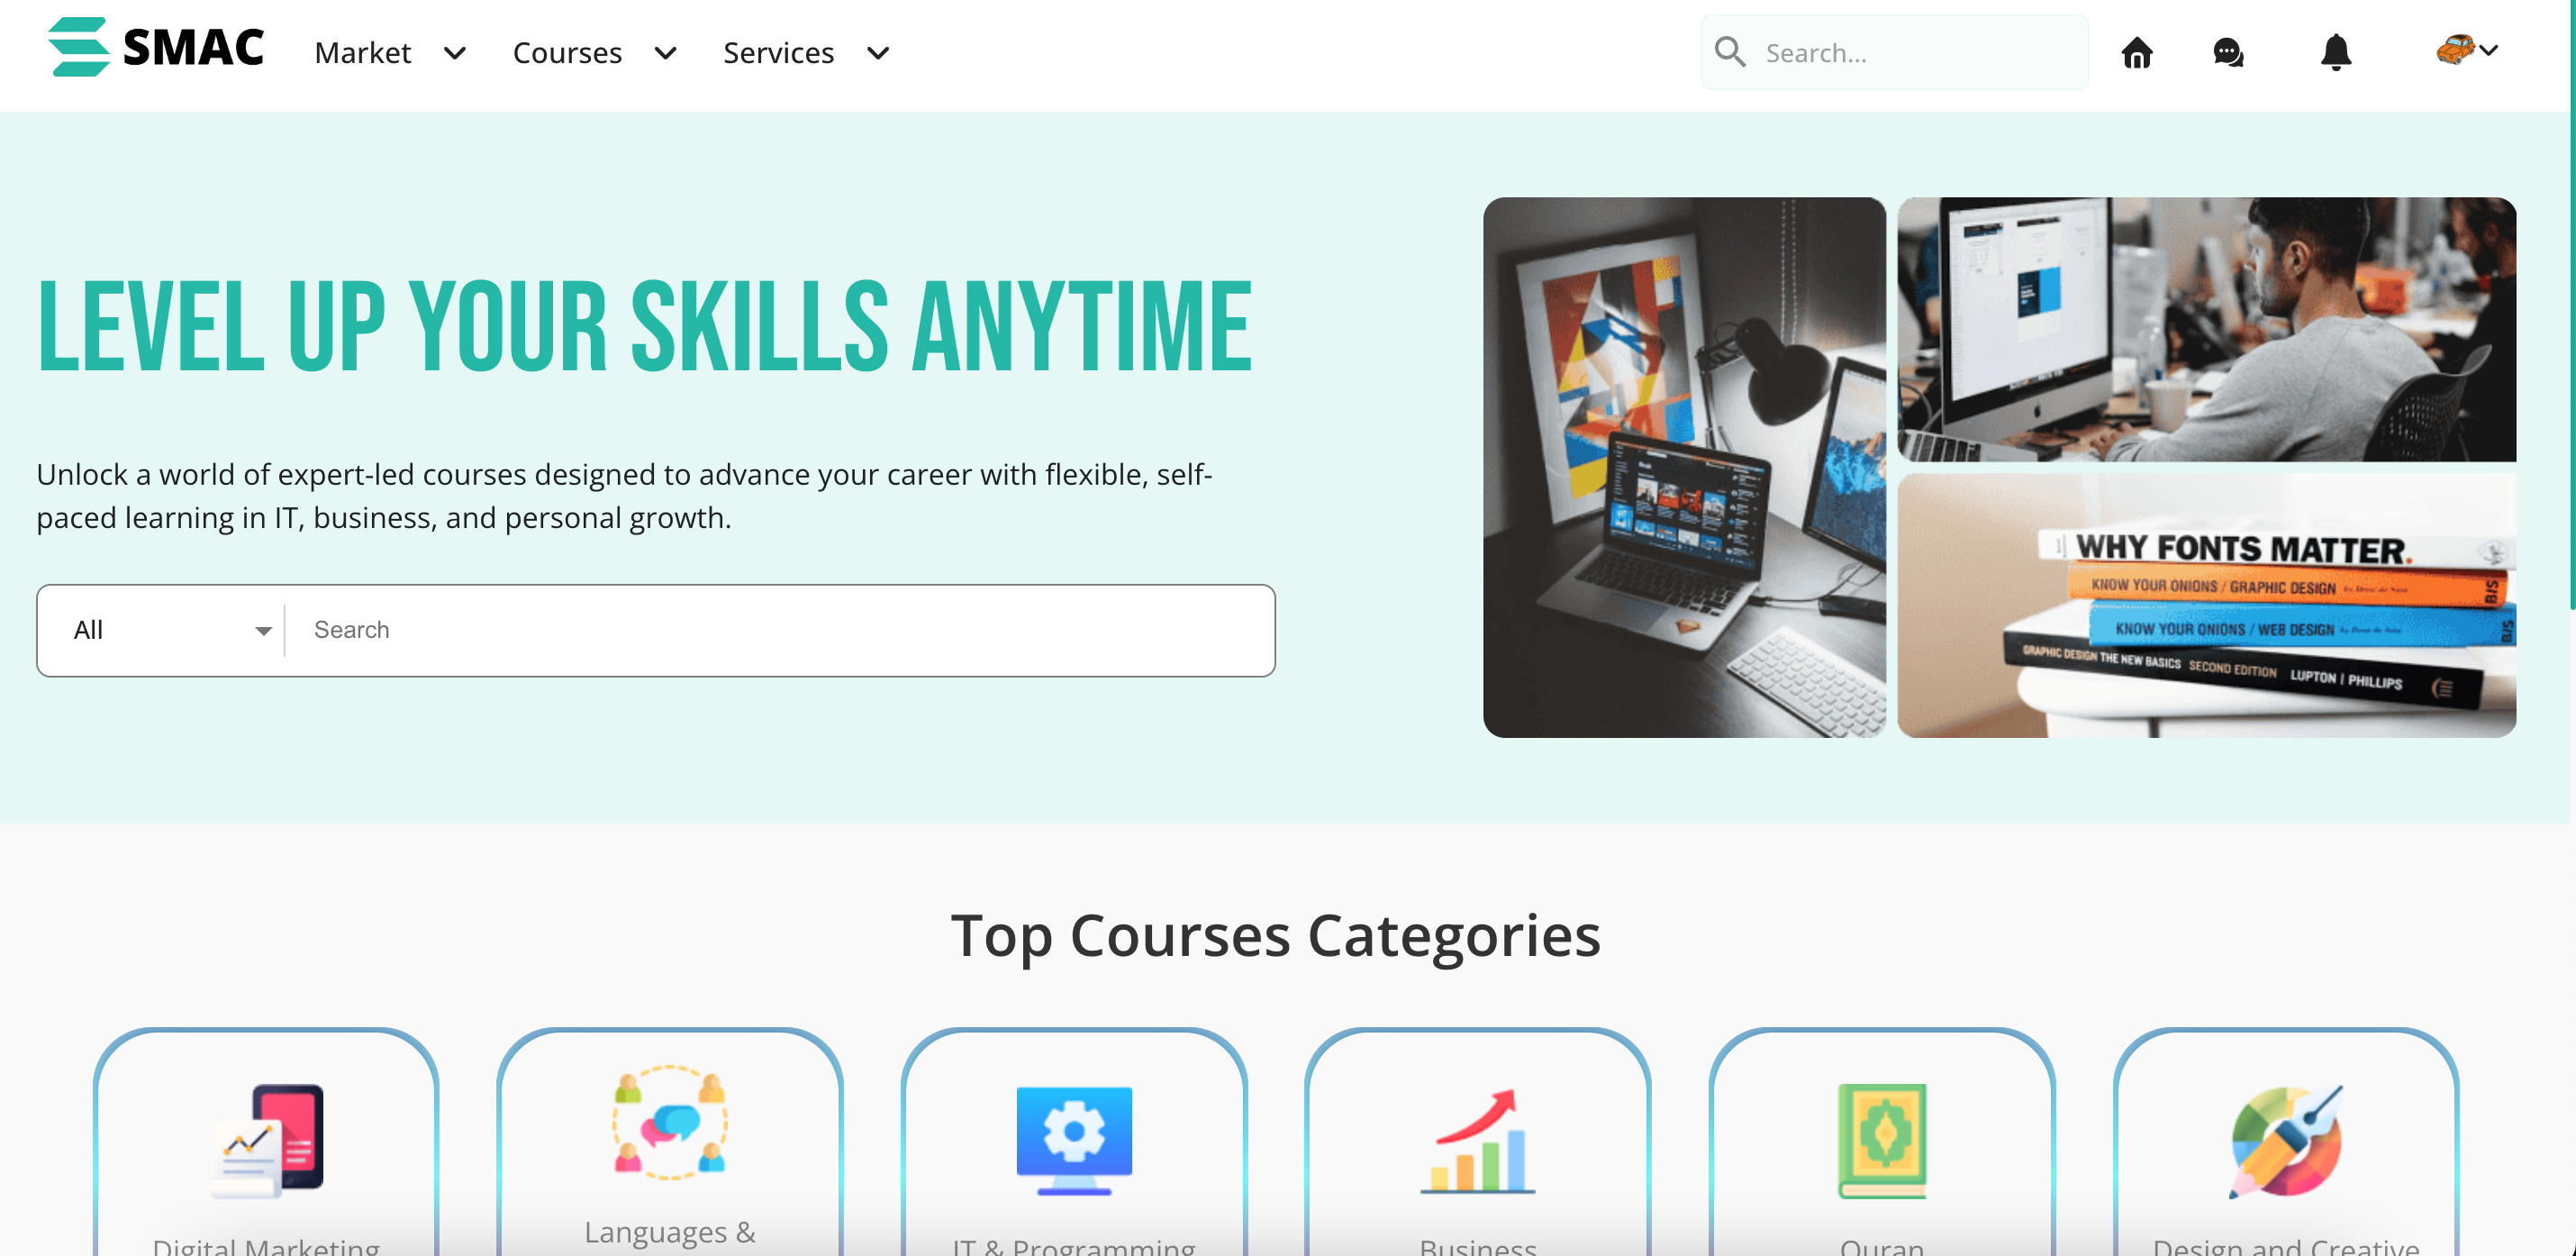 SMAC
Market
Courses
Services
Search...
LEVEL UP YOUR SKILLS ANYTIME
Unlock a world of expert-led courses designed to advance your career with flexible, self-
paced learning in IT, business, and personal growth.
All
Search
WHY FONTS MATTER.
KNOW YOUR ONIONS / GRAPHIC DESIGN
BIS
KNOW YOUR ONIONS / WEB DESIGN
BIS
GRAPHIC DESIGN THE NEW BASICS SECOND EDITION LUPTON | PHILLIPS
Top Courses Categories
Digital Marketing
Languages &
IT & Programming
Business
Quran
Design and Creative